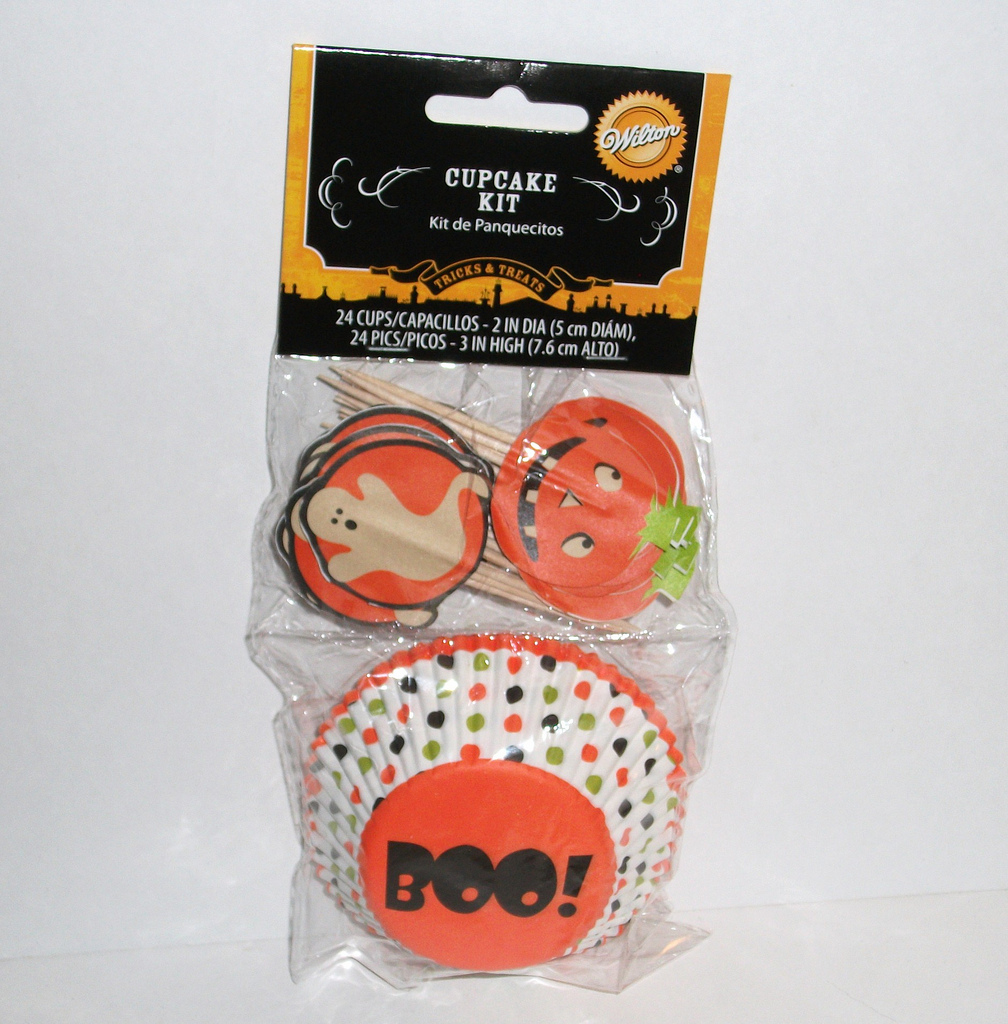 Wilton®
CUPCAKE
KIT
Kit de Panquecitos
TRICKS & TREATS
24 CUPS/CAPACILLOS - 2 IN DIA (5 cm DIÁM),
24 PICS/PICOS - 3 IN HIGH (7.6 cm ALTO)
BOO!